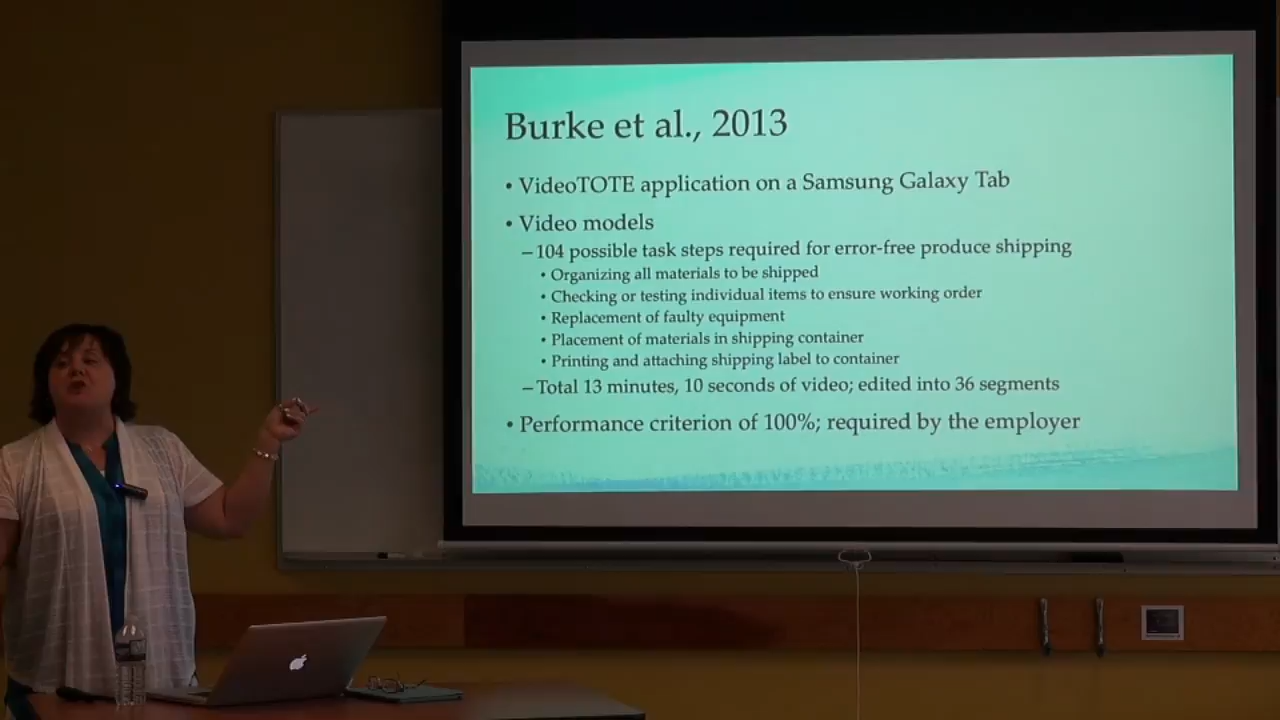 Burke et al., 2013
• VideoTOTE application on a Samsung Galaxy Tab
• Video models
– 104 possible task steps required for error-free produce shipping
• Organizing all materials to be shipped
• Checking or testing individual items to ensure working order
• Replacement of faulty equipment
• Placement of materials in shipping container
• Printing and attaching shipping label to container
– Total 13 minutes, 10 seconds of video; edited into 36 segments
• Performance criterion of 100%; required by the employer